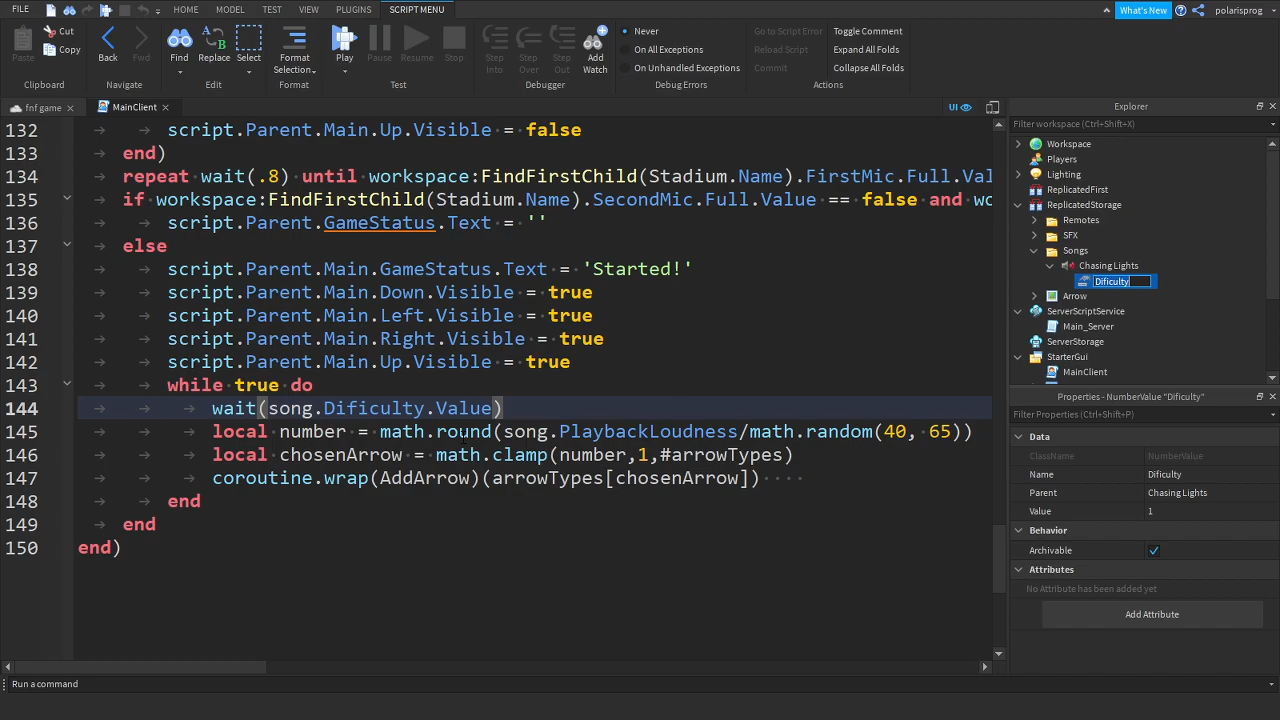 FILE HOME MODEL TEST VIEW PLUGINS SCRIPT MENU What's New polarisprog
Paste Cut Copy Back Fwd Find Replace Select Format Selection Play Pause Resume Stop Step Into Step Over Step Out Add Watch Never On All Exceptions On Unhandled Exceptions Go to Script Error Reload Script Commit Toggle Comment Expand All Folds Collapse All Folds
Clipboard Navigate Edit Format Test Debugger Debug Errors Actions
fnf game MainClient UI
132 script.Parent.Main.Up.Visible = false
133 end)
134 repeat wait(.8) until workspace:FindFirstChild(Stadium.Name).FirstMic.Full.Val
135 if workspace:FindFirstChild(Stadium.Name).SecondMic.Full.Value == false and wo
136 script.Parent.GameStatus.Text = ''
137 else
138 script.Parent.Main.GameStatus.Text = 'Started!'
139 script.Parent.Main.Down.Visible = true
140 script.Parent.Main.Left.Visible = true
141 script.Parent.Main.Right.Visible = true
142 script.Parent.Main.Up.Visible = true
143 while true do
144 wait(song.Dificulty.Value)
145 local number = math.round(song.PlaybackLoudness/math.random(40, 65))
146 local chosenArrow = math.clamp(number,1,#arrowTypes)
147 coroutine.wrap(AddArrow)(arrowTypes[chosenArrow])
148 end
149 end
150 end)
Explorer
Filter workspace (Ctrl+Shift+X)
Workspace
Players
Lighting
ReplicatedFirst
ReplicatedStorage
Remotes
SFX
Songs
Chasing Lights
Dificulty
Arrow
ServerScriptService
Main_Server
ServerStorage
StarterGui
MainClient
Properties - NumberValue "Dificulty"
Filter Properties (Ctrl+Shift+P)
Data
ClassName NumberValue
Name Dificulty
Parent Chasing Lights
Value 1
Behavior
Archivable
Attributes
No Attribute has been added yet
Add Attribute
Run a command